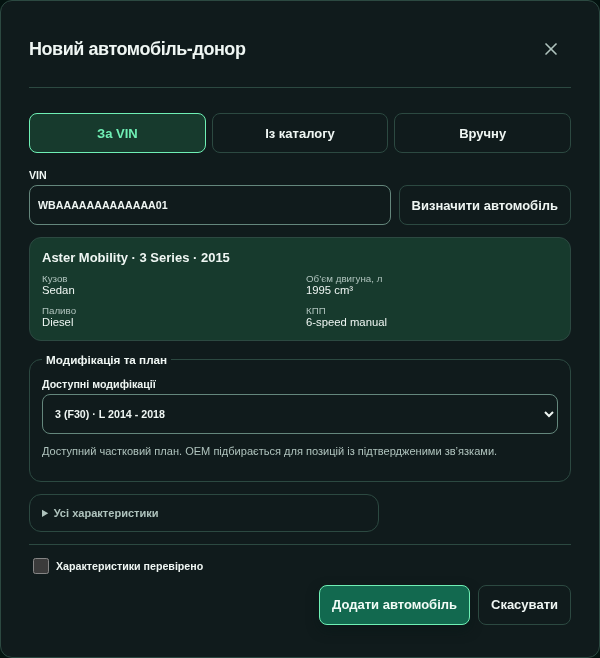 Новий автомобіль-донор
За VIN
Із каталогу
Вручну
VIN
WBAAAAAAAAAAAAA01
Визначити автомобіль
Aster Mobility · 3 Series · 2015
Кузов
Sedan
Об’єм двигуна, л
1995 cm³
Паливо
Diesel
КПП
6-speed manual
Модифікація та план
Доступні модифікації
3 (F30) · L 2014 - 2018
Доступний частковий план. OEM підбирається для позицій із підтвердженими зв’язками.
Усі характеристики
Характеристики перевірено
Додати автомобіль
Скасувати